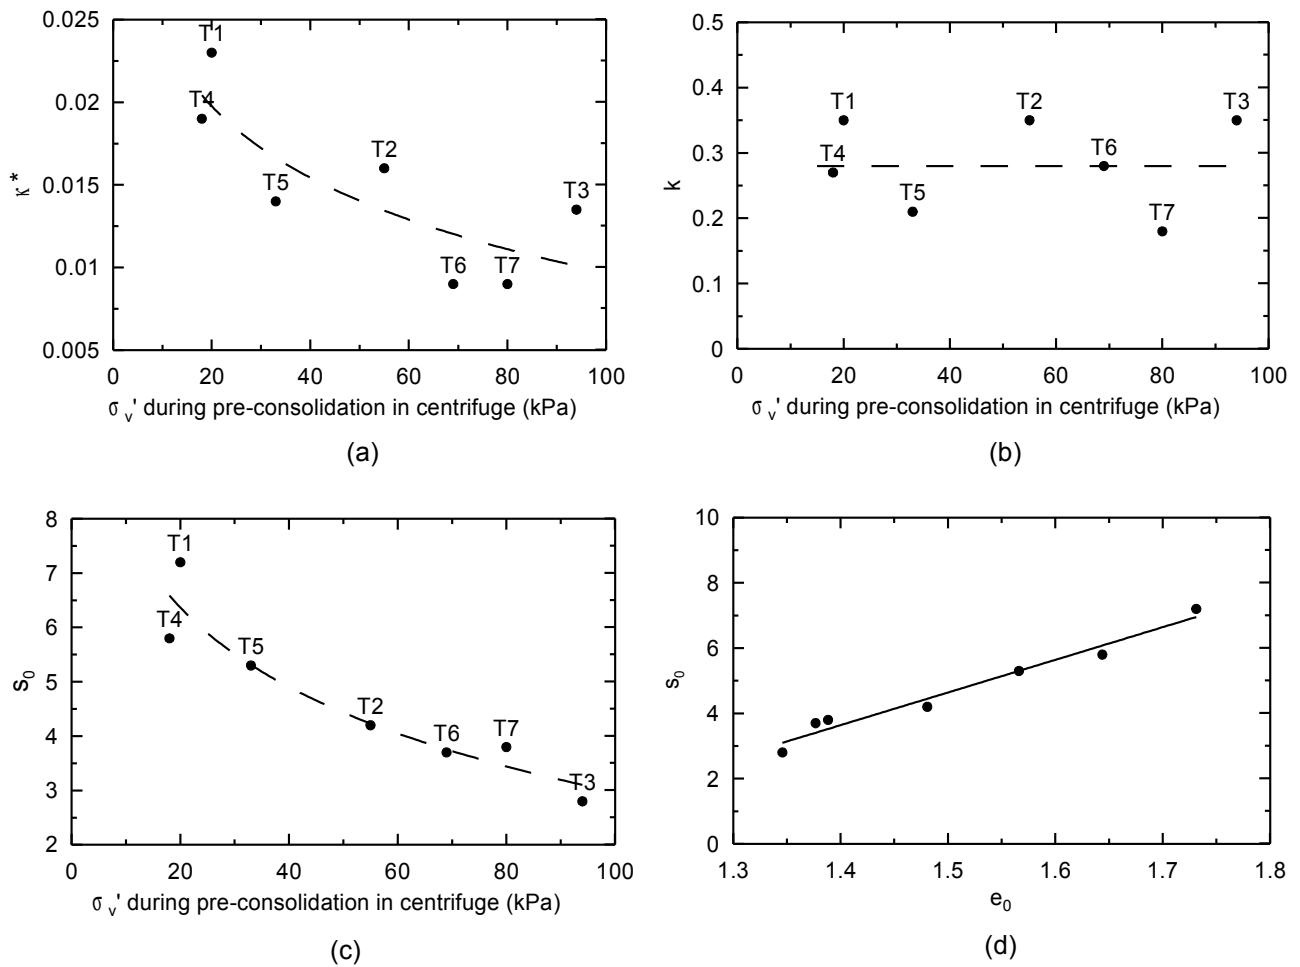 0.025
0.02
0.015
0.01
0.005
κ*
T1
T4
T2
T5
T3
T6
T7
0 20 40 60 80 100
σv' during pre-consolidation in centrifuge (kPa)
(a)
0.5
0.4
0.3
0.2
0.1
0
k
T1
T2
T3
T4
T6
T5
T7
0 20 40 60 80 100
σv' during pre-consolidation in centrifuge (kPa)
(b)
8
7
6
5
4
3
2
s0
T1
T4
T5
T2
T6
T7
T3
0 20 40 60 80 100
σv' during pre-consolidation in centrifuge (kPa)
(c)
10
8
6
4
2
0
s0
1.3 1.4 1.5 1.6 1.7 1.8
e0
(d)